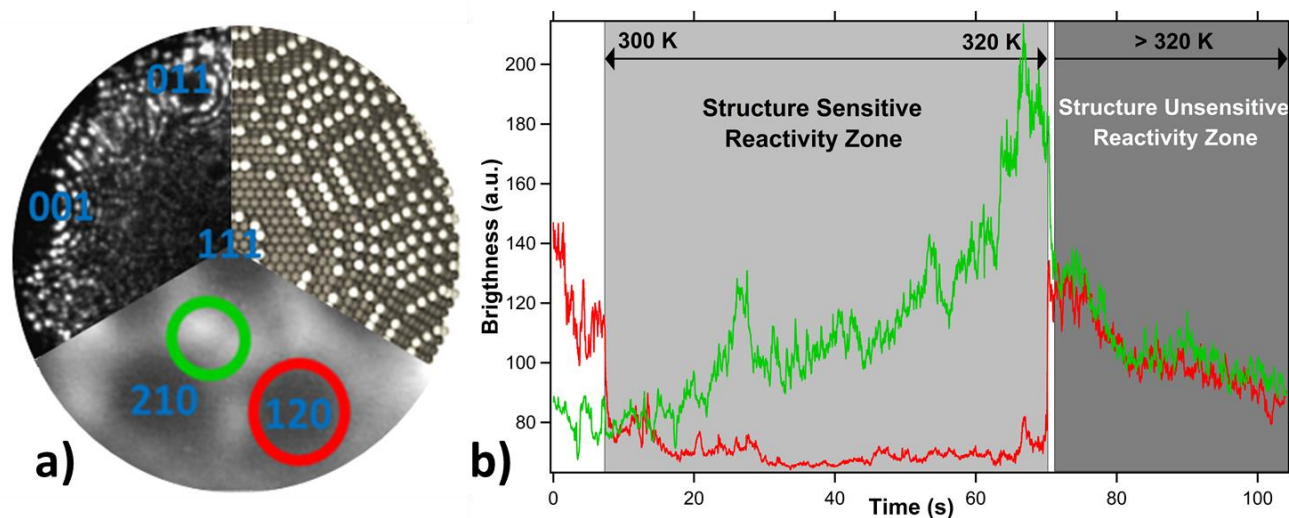 011
001
111
210
120
a)
b)
Brigthness (a.u.)
200
180
160
140
120
100
80
300 K
320 K
> 320 K
Structure Sensitive
Reactivity Zone
Structure Unsensitive
Reactivity Zone
0
20
40
60
80
100
Time (s)